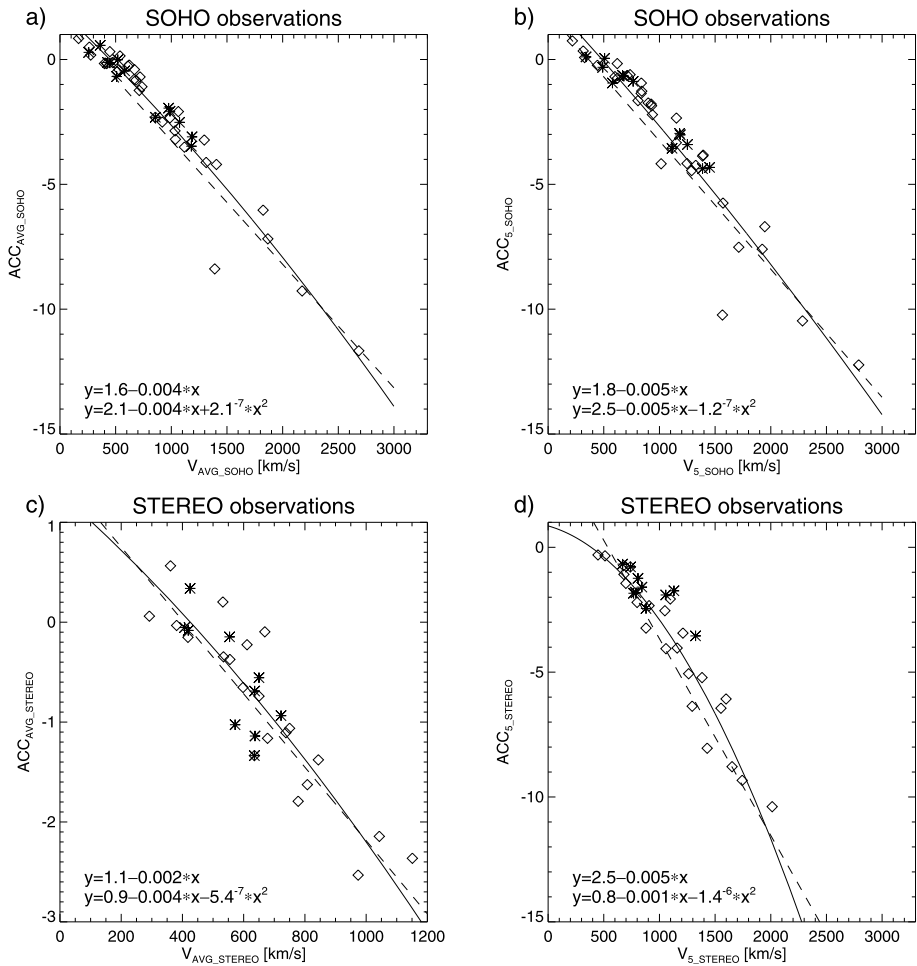 a) SOHO observations
0
-5
-10
-15
ACC_AVG_SOHO
y=1.6−0.004*x
y=2.1−0.004*x+2.1^-7*x^2
0 500 1000 1500 2000 2500 3000
V_AVG_SOHO [km/s]
b) SOHO observations
0
-5
-10
-15
ACC_5_SOHO
y=1.8−0.005*x
y=2.5−0.005*x−1.2^-7*x^2
0 500 1000 1500 2000 2500 3000
V_5_SOHO [km/s]
c) STEREO observations
1
0
-1
-2
-3
ACC_AVG_STEREO
y=1.1−0.002*x
y=0.9−0.004*x−5.4^-7*x^2
0 200 400 600 800 1000 1200
V_AVG_STEREO [km/s]
d) STEREO observations
0
-5
-10
-15
ACC_5_STEREO
y=2.5−0.005*x
y=0.8−0.001*x−1.4^-6*x^2
0 500 1000 1500 2000 2500 3000
V_5_STEREO [km/s]